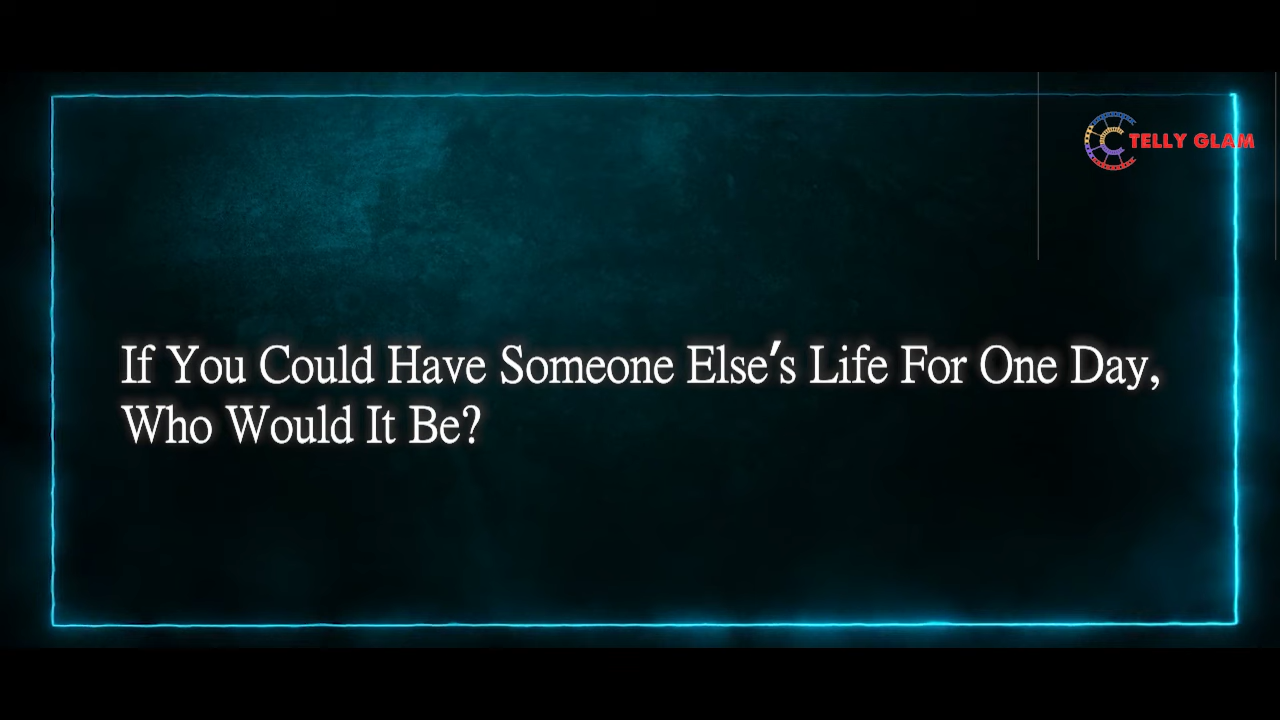 TELLY GLAM
If You Could Have Someone Else's Life For One Day,
Who Would It Be?